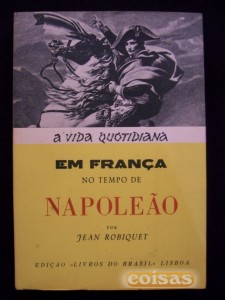 A VIDA QUOTIDIANA
EM FRANÇA
NO TEMPO DE
NAPOLEÃO
POR
JEAN ROBIQUET
EDIÇÃO «LIVROS DO BRASIL» LISBOA
coisas